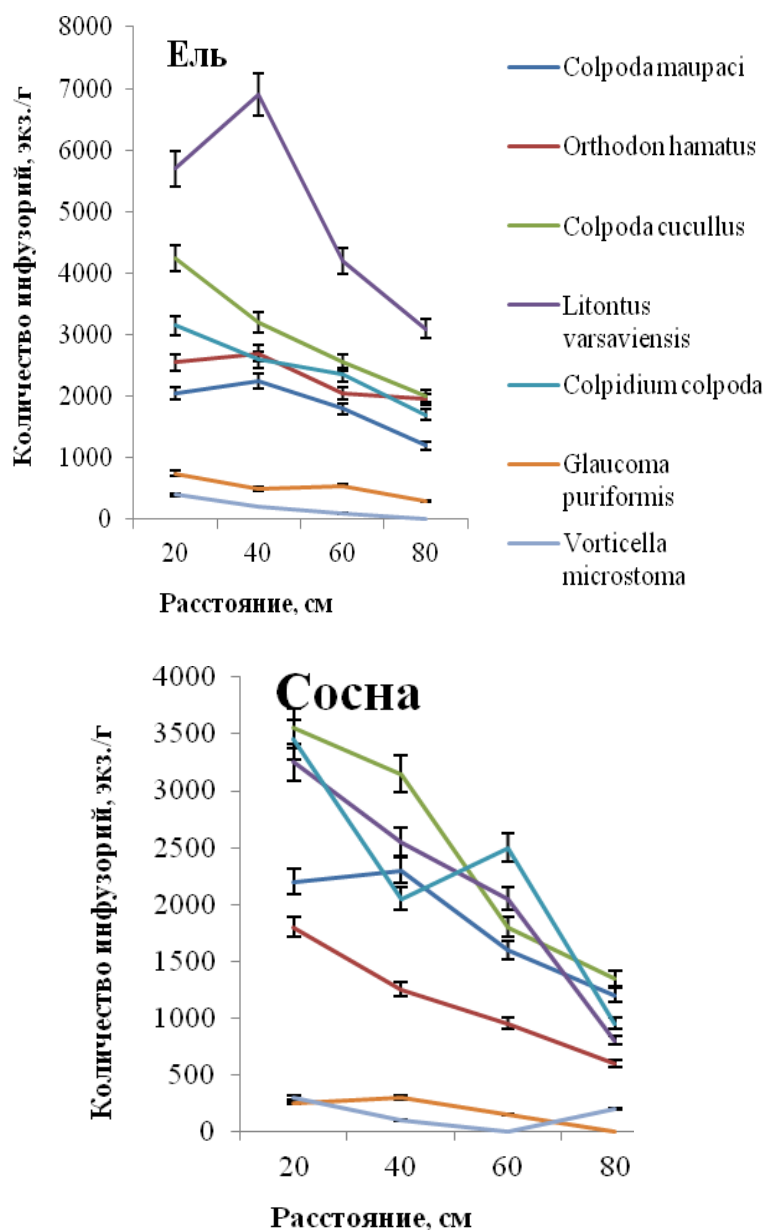 Ель
Количество инфузорий, экз./г
8000
7000
6000
5000
4000
3000
2000
1000
0
20 40 60 80
Расстояние, см
Colpoda maupaci
Orthodon hamatus
Colpoda cucullus
Litontus
varsaviensis
Colpidium colpoda
Glaucoma
puriformis
Vorticella
microstoma
Сосна
Количество инфузорий, экз./г
4000
3500
3000
2500
2000
1500
1000
500
0
20 40 60 80
Расстояние, см